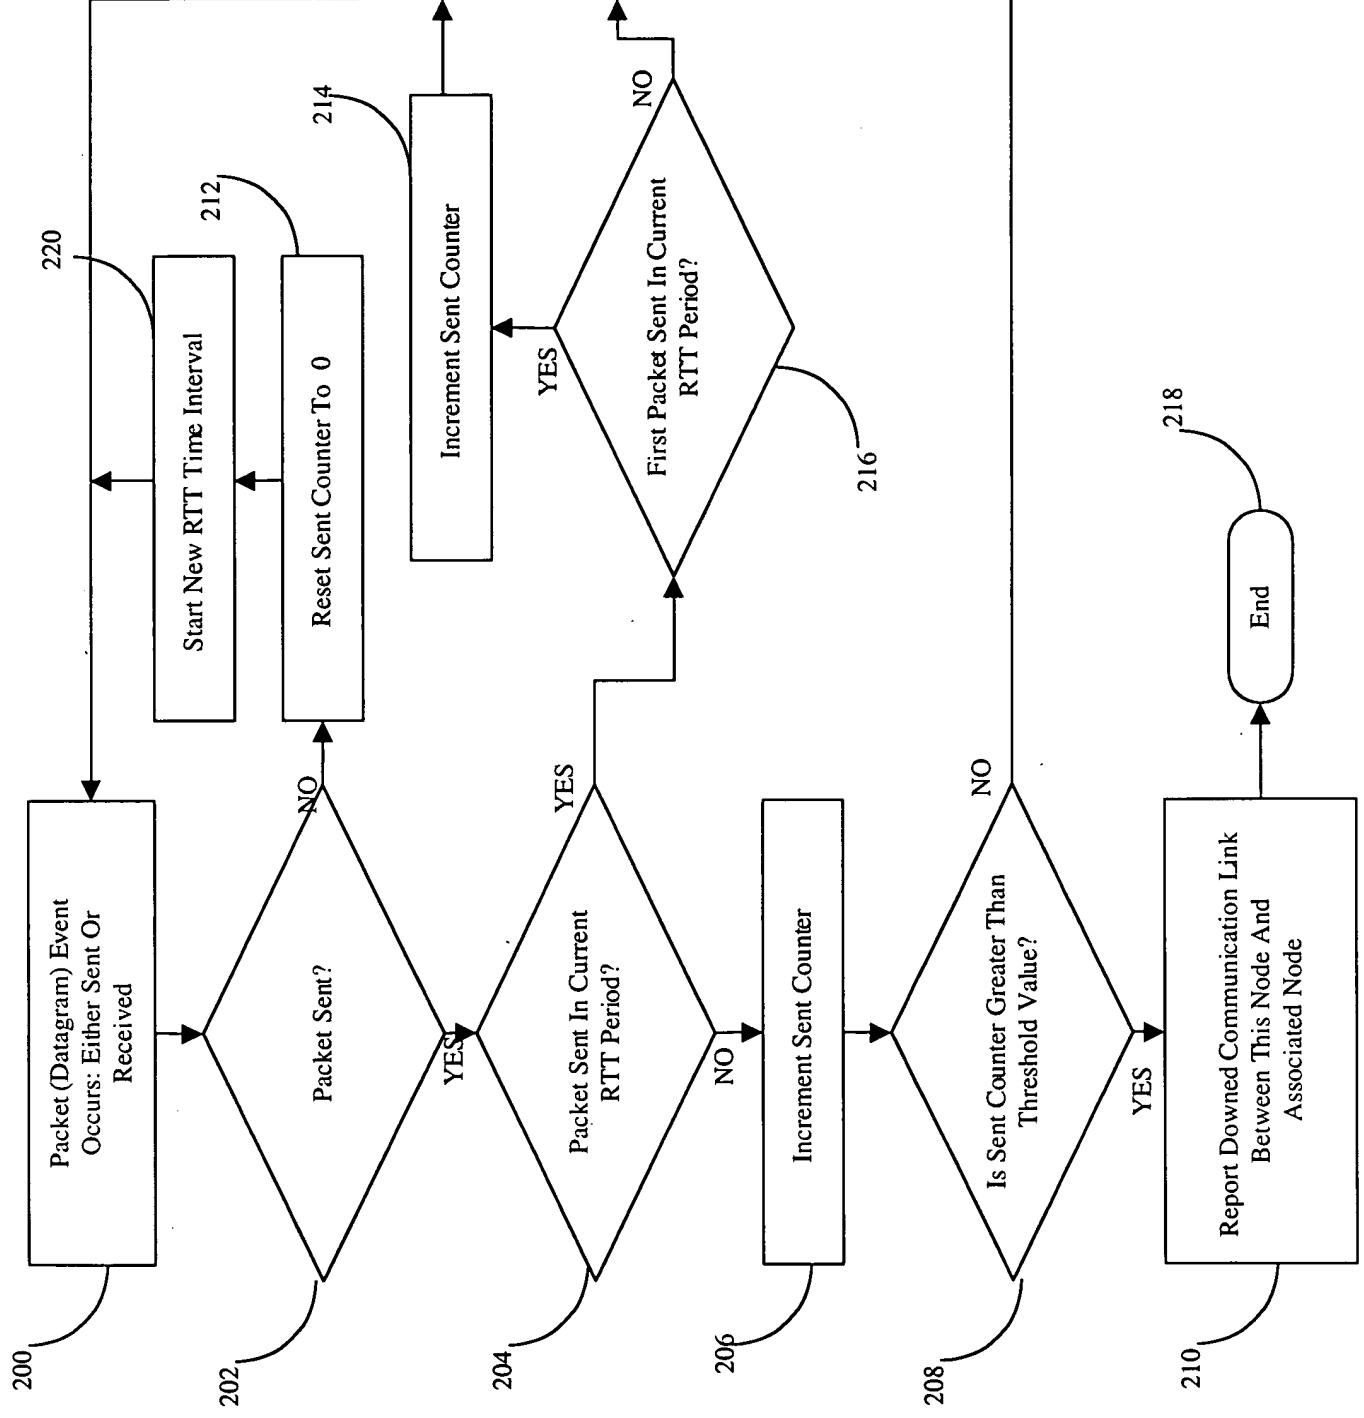 200
Packet (Datagram) Event
Occurs: Either Sent Or
Received
220
Start New RTT Time Interval
202
Packet Sent?
NO
YES
212
Reset Sent Counter To 0
214
Increment Sent Counter
204
Packet Sent In Current
RTT Period?
YES
NO
216
First Packet Sent In Current
RTT Period?
YES
NO
206
Increment Sent Counter
208
Is Sent Counter Greater Than
Threshold Value?
NO
YES
210
Report Downed Communication Link
Between This Node And
Associated Node
218
End